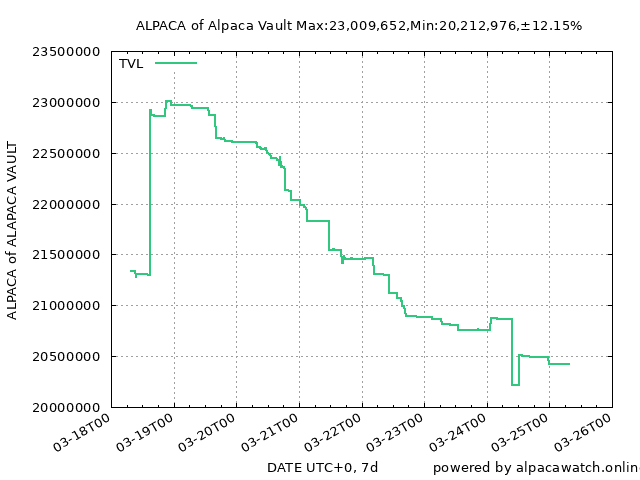 ALPACA of Alpaca Vault Max:23,009,652,Min:20,212,976,±12.15%
TVL
23500000
23000000
22500000
22000000
21500000
21000000
20500000
20000000
ALPACA of ALAPACA VAULT
03-18T00
03-19T00
03-20T00
03-21T00
03-22T00
03-23T00
03-24T00
03-25T00
03-26T00
DATE UTC+0, 7d
powered by alpacawatch.onlin